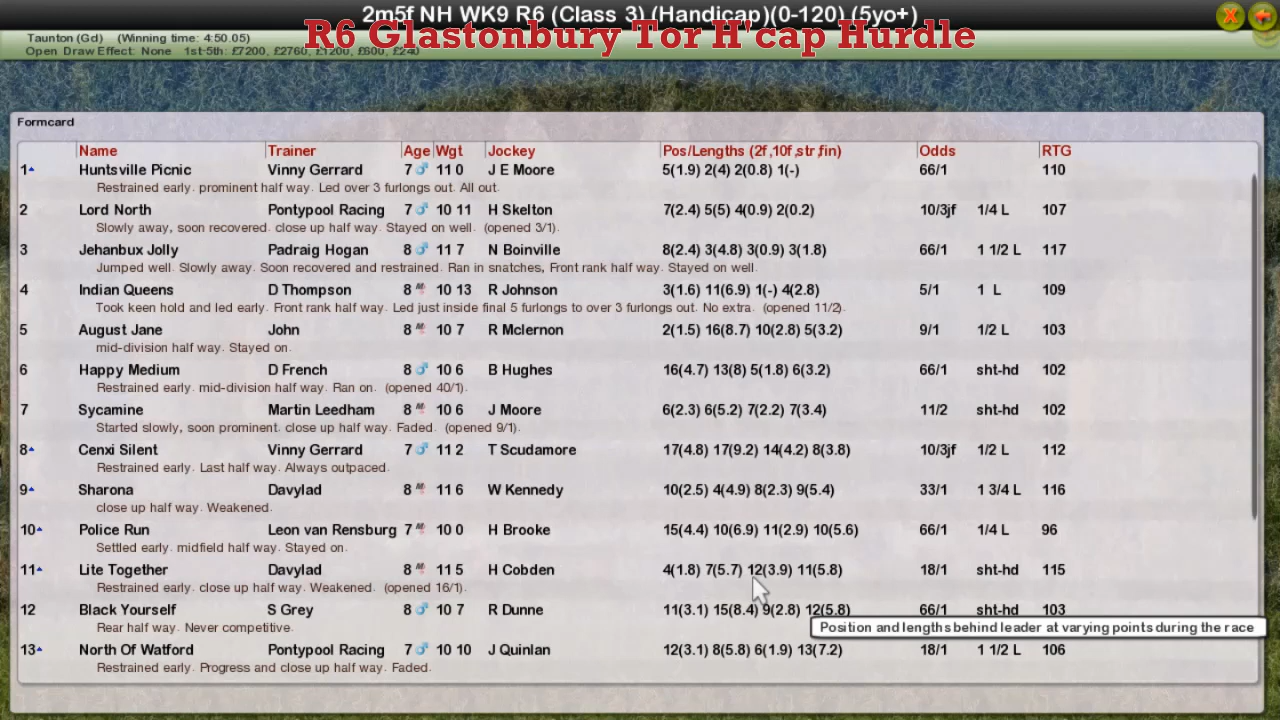 2m5f NH WK9 R6 (Class 3) (Handicap)(0-120) (5yo+)
R6 Glastonbury Tor H'cap Hurdle
Taunton (Gd) (Winning time: 4:50.05)
Open Draw Effect: None 1st-5th: £7200, £2760, £1200, £600, £240
Formcard
Name Trainer Age Wgt Jockey Pos/Lengths (2f,10f,str,fin) Odds RTG
1 Huntsville Picnic Vinny Gerrard 7 11 0 J E Moore 5(1.9) 2(4) 2(0.8) 1(-) 66/1 110
Restrained early. prominent half way. Led over 3 furlongs out. All out.
2 Lord North Pontypool Racing 7 10 11 H Skelton 7(2.4) 5(5) 4(0.9) 2(0.2) 10/3jf 1/4 L 107
Slowly away, soon recovered. close up half way. Stayed on well. (opened 3/1).
3 Jehanbux Jolly Padraig Hogan 8 11 7 N Boinville 8(2.4) 3(4.8) 3(0.9) 3(1.8) 66/1 1 1/2 L 117
Jumped well. Slowly away. Soon recovered and restrained. Ran in snatches, Front rank half way. Stayed on well.
4 Indian Queens D Thompson 8 10 13 R Johnson 3(1.6) 11(6.9) 1(-) 4(2.8) 5/1 1 L 109
Took keen hold and led early. Front rank half way. Led just inside final 5 furlongs to over 3 furlongs out. No extra. (opened 11/2).
5 August Jane John 8 10 7 R Mclernon 2(1.5) 16(8.7) 10(2.8) 5(3.2) 9/1 1/2 L 103
mid-division half way. Stayed on.
6 Happy Medium D French 8 10 6 B Hughes 16(4.7) 13(8) 5(1.8) 6(3.2) 66/1 sht-hd 102
Restrained early. mid-division half way. Ran on. (opened 40/1).
7 Sycamine Martin Leedham 8 10 6 J Moore 6(2.3) 6(5.2) 7(2.2) 7(3.4) 11/2 sht-hd 102
Started slowly, soon prominent. close up half way. Faded. (opened 9/1).
8 Cenxi Silent Vinny Gerrard 7 11 2 T Scudamore 17(4.8) 17(9.2) 14(4.2) 8(3.8) 10/3jf 1/2 L 112
Restrained early. Last half way. Always outpaced.
9 Sharona Davylad 8 11 6 W Kennedy 10(2.5) 4(4.9) 8(2.3) 9(5.4) 33/1 1 3/4 L 116
close up half way. Weakened.
10 Police Run Leon van Rensburg 7 10 0 H Brooke 15(4.4) 10(6.9) 11(2.9) 10(5.6) 66/1 1/4 L 96
Settled early. midfield half way. Stayed on.
11 Lite Together Davylad 8 11 5 H Cobden 4(1.8) 7(5.7) 12(3.9) 11(5.8) 18/1 sht-hd 115
Restrained early. close up half way. Weakened. (opened 16/1).
12 Black Yourself S Grey 8 10 7 R Dunne 11(3.1) 15(8.4) 9(2.8) 12(5.8) 66/1 sht-hd 103
Rear half way. Never competitive.
Position and lengths behind leader at varying points during the race
13 North Of Watford Pontypool Racing 7 10 10 J Quinlan 12(3.1) 8(5.8) 6(1.9) 13(7.2) 18/1 1 1/2 L 106
Restrained early. Progress and close up half way. Faded.